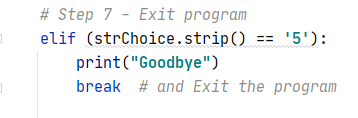 # Step 7 - Exit program
elif (strChoice.strip() == '5'):
print("Goodbye")
break  # and Exit the program